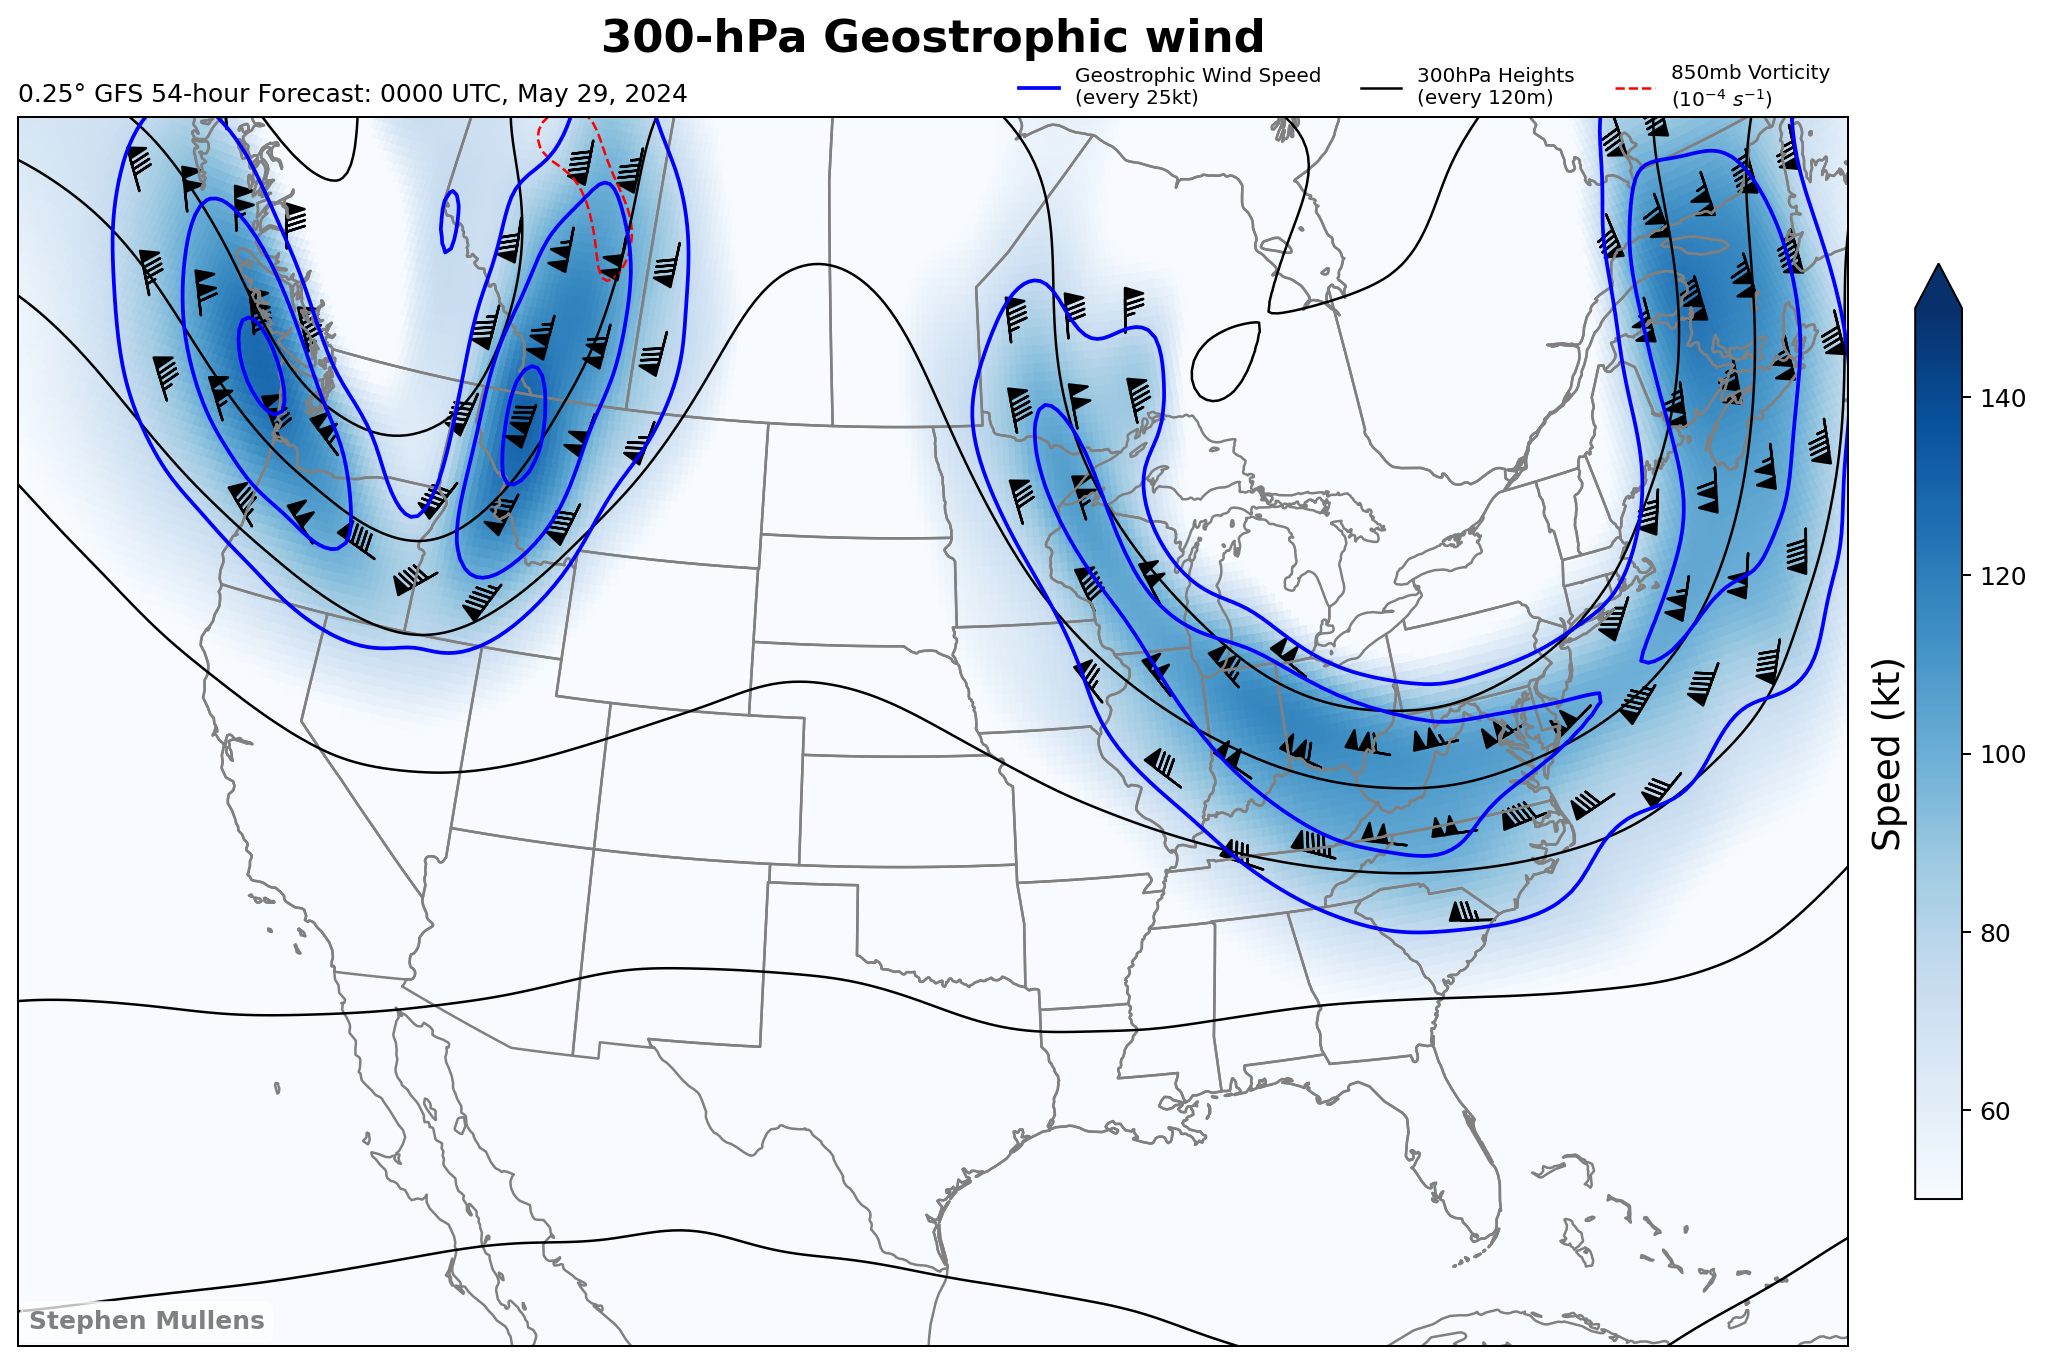 300-hPa Geostrophic wind
0.25° GFS 54-hour Forecast: 0000 UTC, May 29, 2024
Geostrophic Wind Speed
(every 25kt)
300hPa Heights
(every 120m)
850mb Vorticity
(10⁻⁴ s⁻¹)
140
120
100
80
60
Speed (kt)
Stephen Mullens